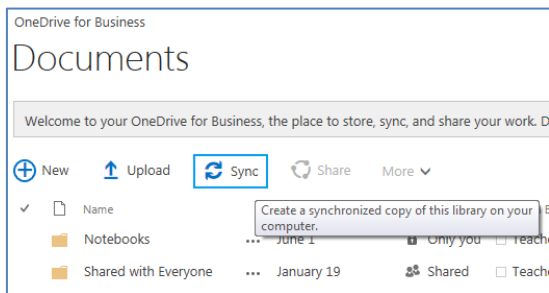 OneDrive for Business
Documents
Welcome to your OneDrive for Business, the place to store, sync, and share your work. D
New Upload Sync Share More
Name
Create a synchronized copy of this library on your computer.
Notebooks ... June 1 Only you Teache
Shared with Everyone ... January 19 Shared Teache